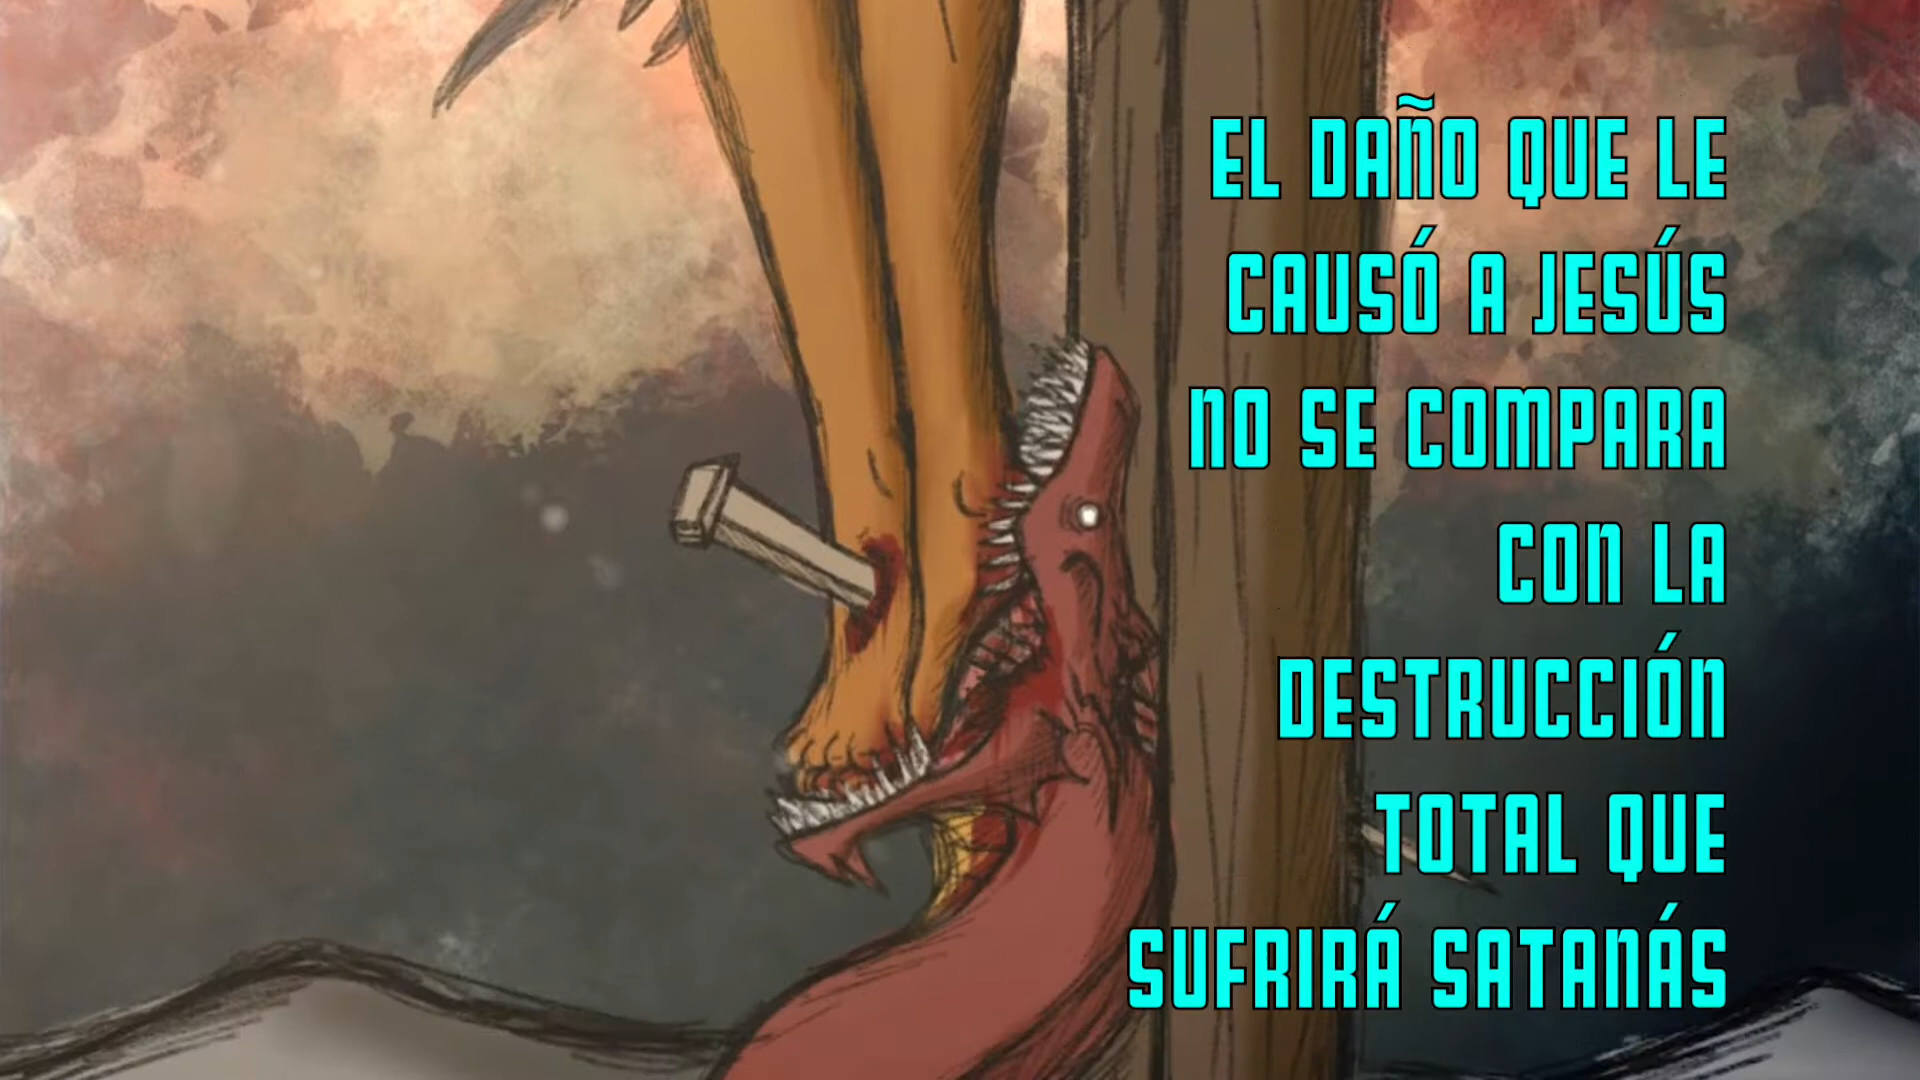 EL DAÑO QUE LE
CAUSÓ A JESÚS
NO SE COMPARA
CON LA
DESTRUCCIÓN
TOTAL QUE
SUFRIRÁ SATANÁS